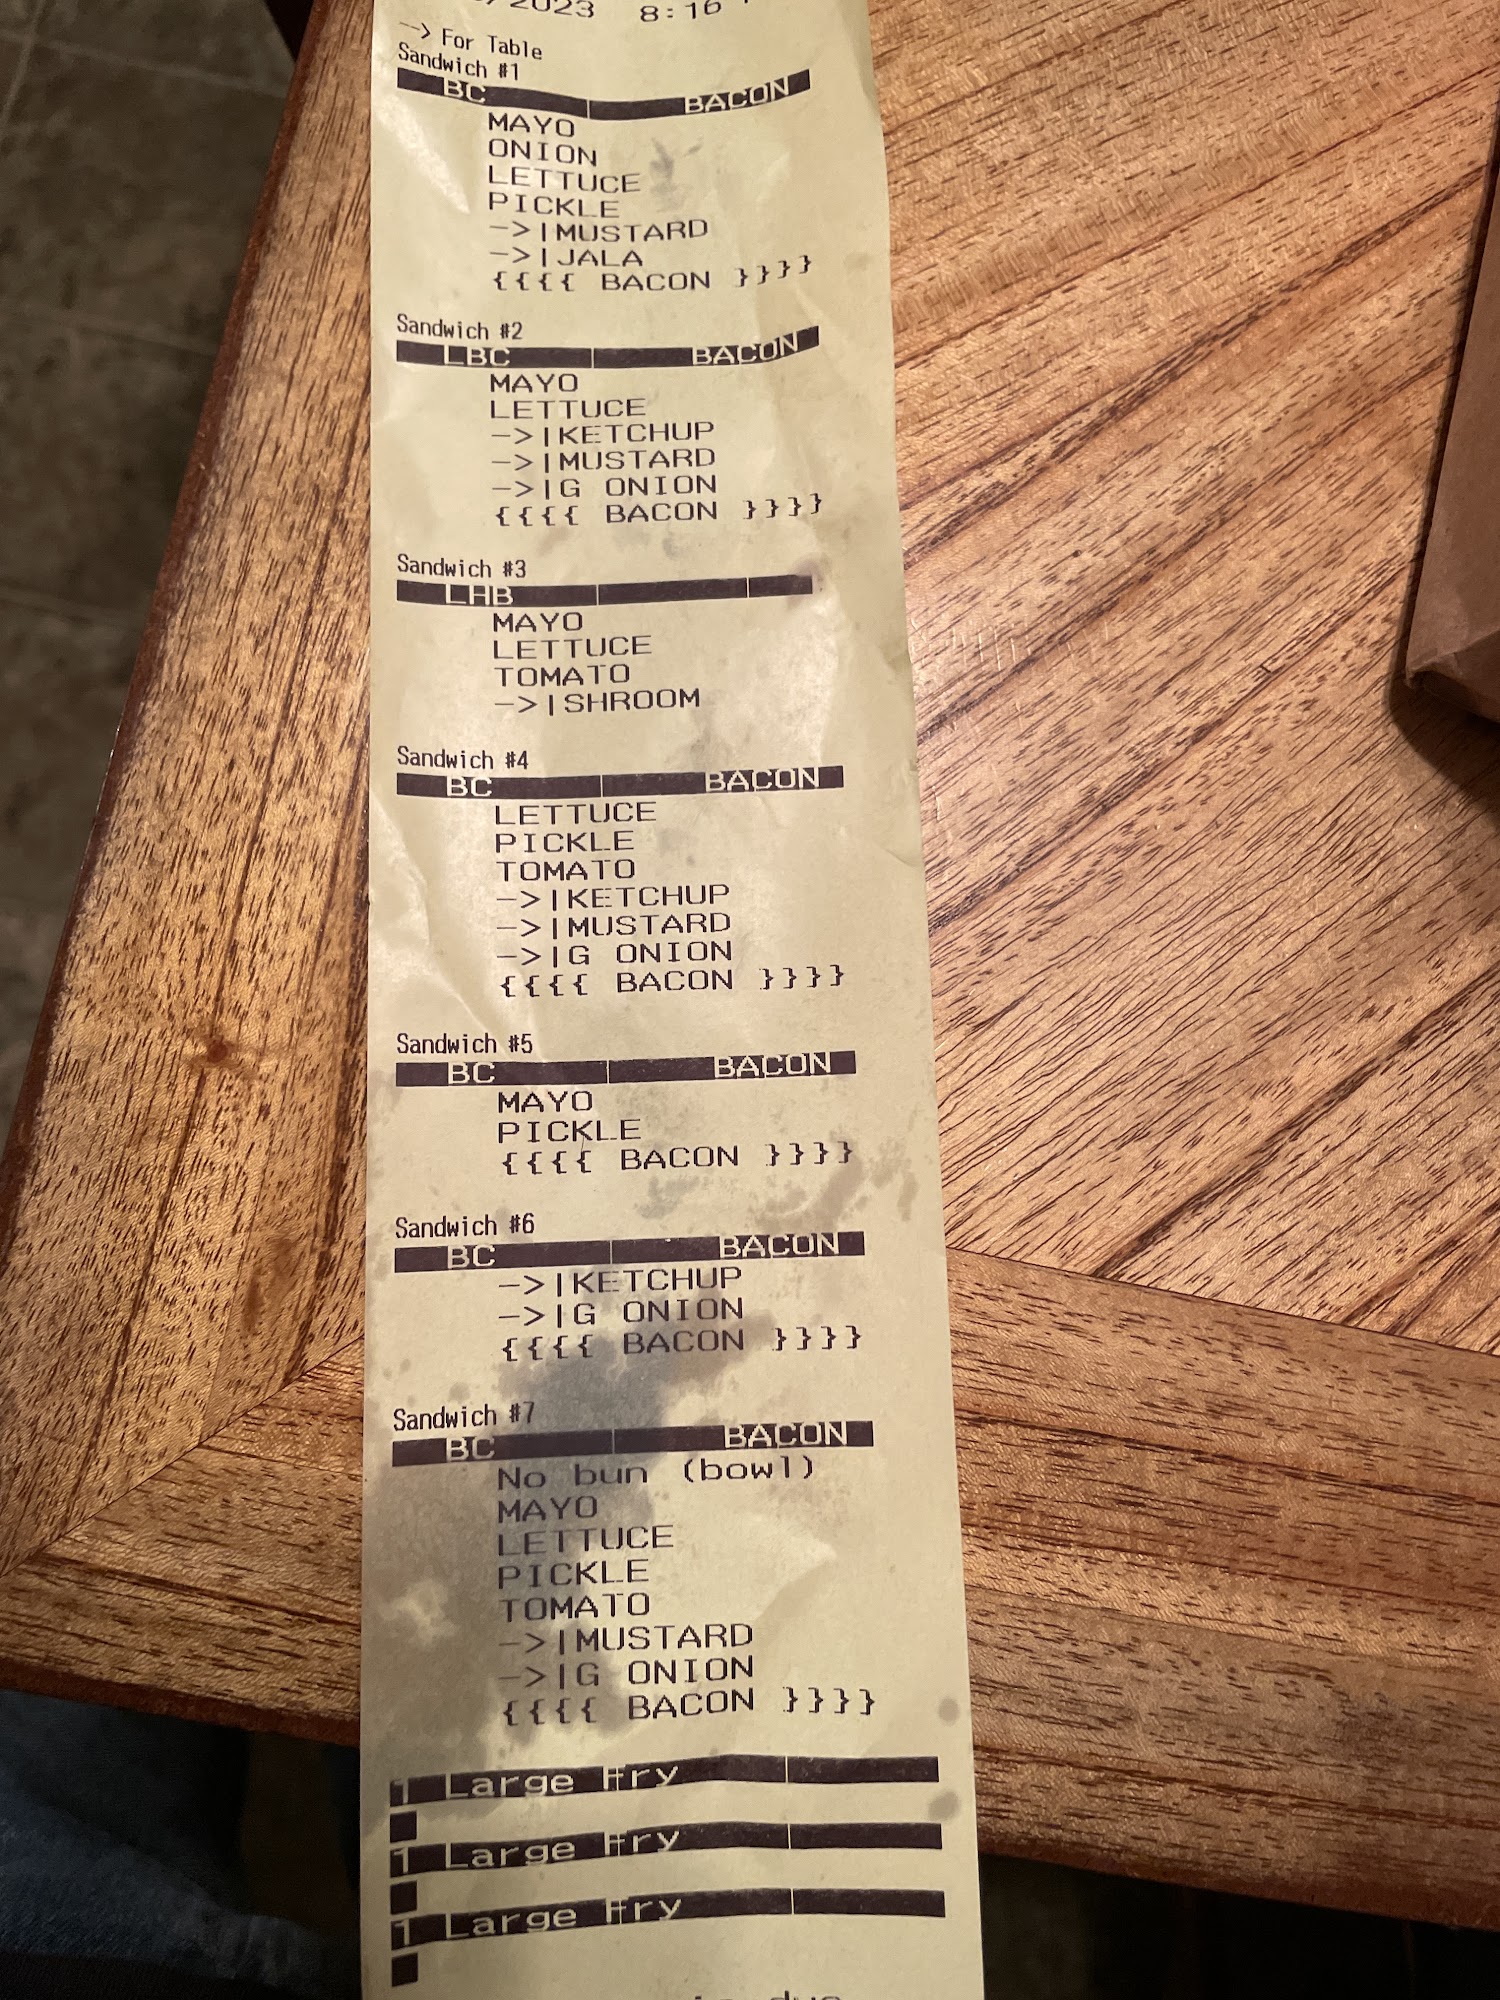 /2023 8:16
--> For Table
Sandwich #1
BC BACON
MAYO
ONION
LETTUCE
PICKLE
->|MUSTARD
->|JALA
{{{{ BACON }}}}
Sandwich #2
LBC BACON
MAYO
LETTUCE
->|KETCHUP
->|MUSTARD
->|G ONION
{{{{ BACON }}}}
Sandwich #3
LHB
MAYO
LETTUCE
TOMATO
->|SHROOM
Sandwich #4
BC BACON
LETTUCE
PICKLE
TOMATO
->|KETCHUP
->|MUSTARD
->|G ONION
{{{{ BACON }}}}
Sandwich #5
BC BACON
MAYO
PICKLE
{{{{ BACON }}}}
Sandwich #6
BC BACON
->|KETCHUP
->|G ONION
{{{{ BACON }}}}
Sandwich #7
BC BACON
No bun (bowl)
MAYO
LETTUCE
PICKLE
TOMATO
->|MUSTARD
->|G ONION
{{{{ BACON }}}}
1 Large Fry
1 Large Fry
1 Large Fry